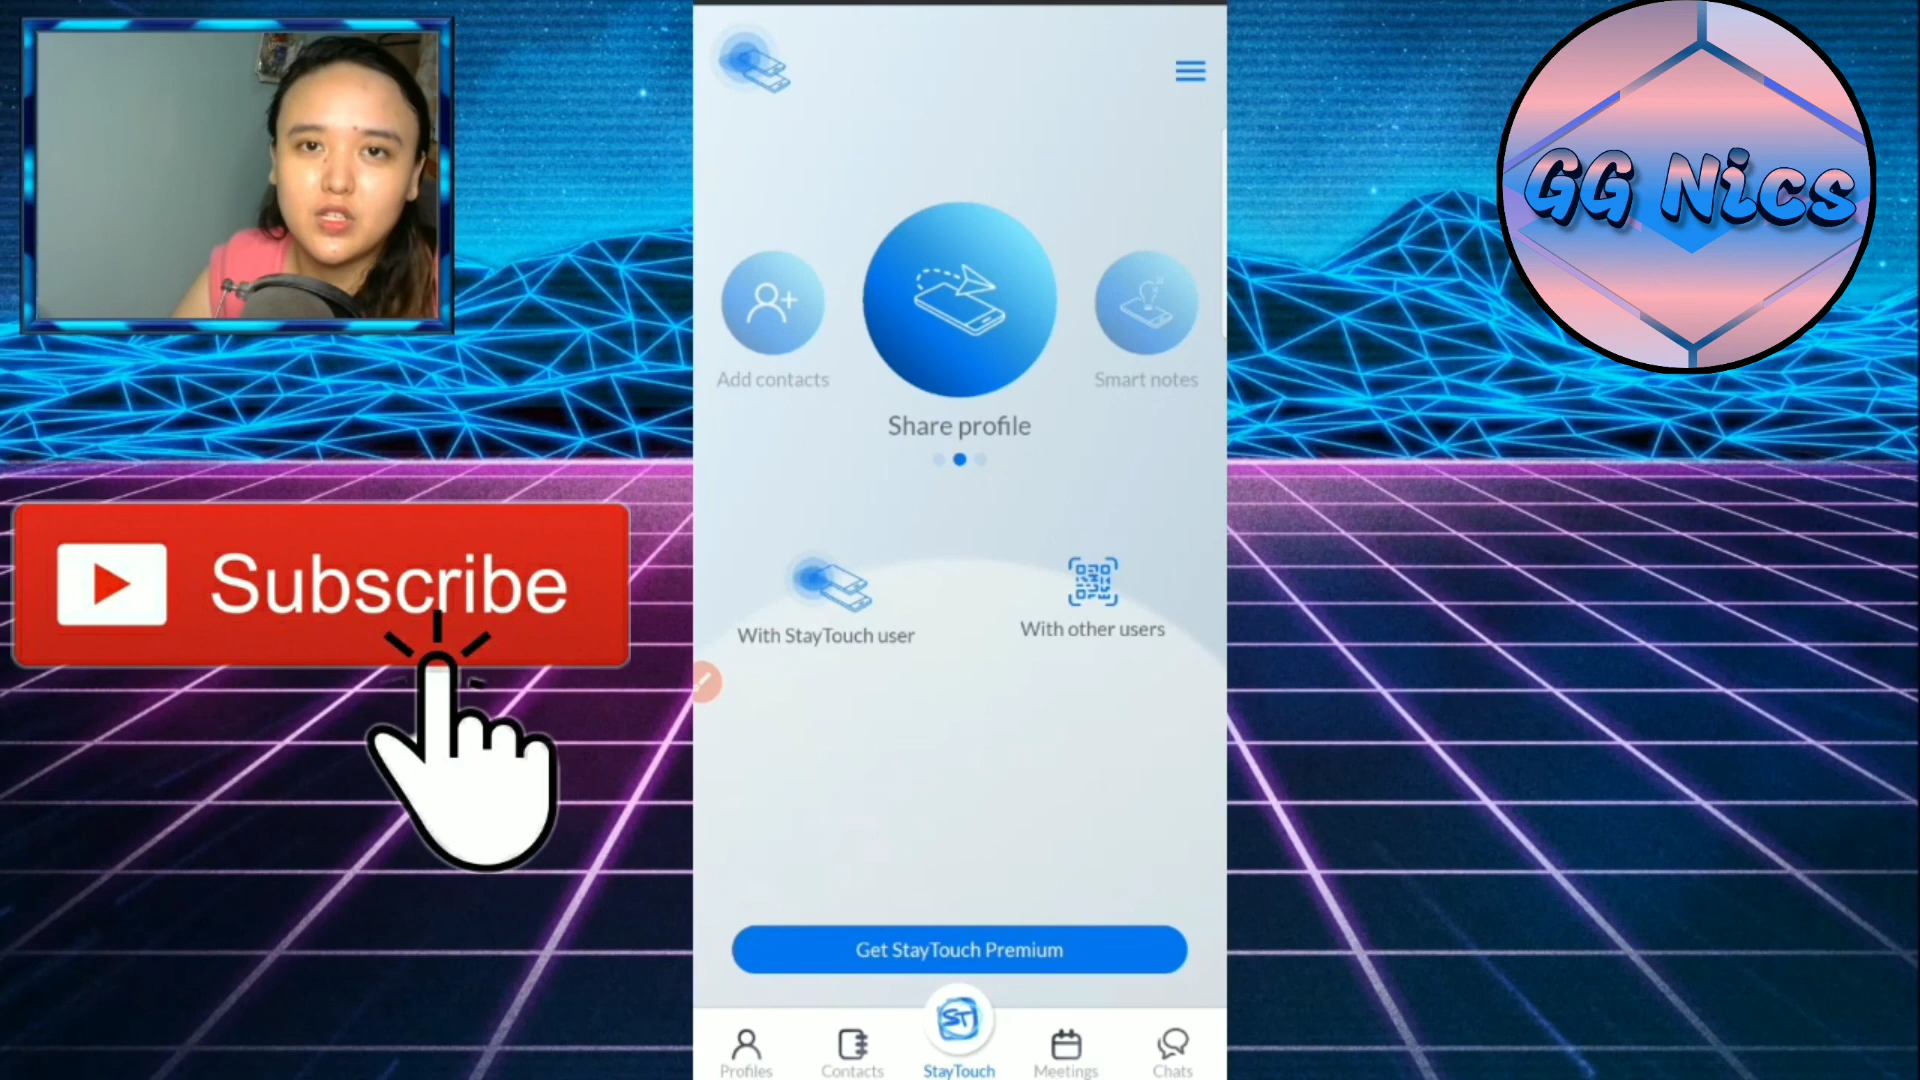 GG Nics
Add contacts
Share profile
Smart notes
Subscribe
With StayTouch user
With other users
Get StayTouch Premium
ST
Profiles
Contacts
StayTouch
Meetings
Chats